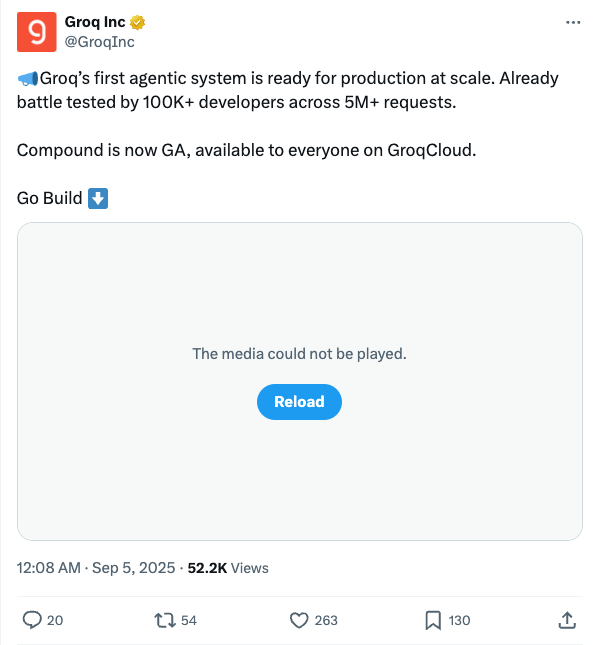 Groq Inc
@GroqInc
📣Groq’s first agentic system is ready for production at scale. Already
battle tested by 100K+ developers across 5M+ requests.
Compound is now GA, available to everyone on GroqCloud.
Go Build ⬇️
The media could not be played.
Reload
12:08 AM · Sep 5, 2025 · 52.2K Views
20 54 263 130